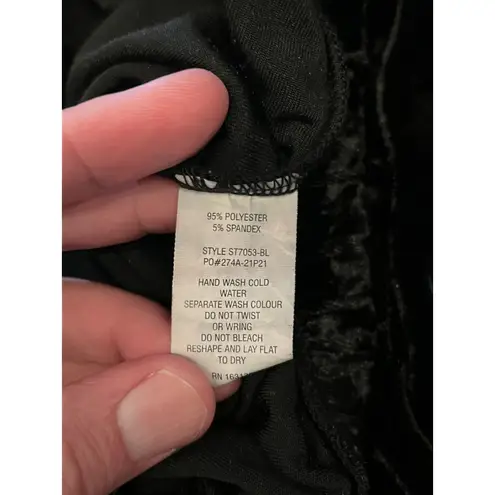 95% POLYESTER
5% SPANDEX
STYLE ST7053-BL
PO#274A-21P21
HAND WASH COLD
WATER
SEPARATE WASH COLOUR
DO NOT TWIST
OR WRING
DO NOT BLEACH
RESHAPE AND LAY FLAT
TO DRY
RN